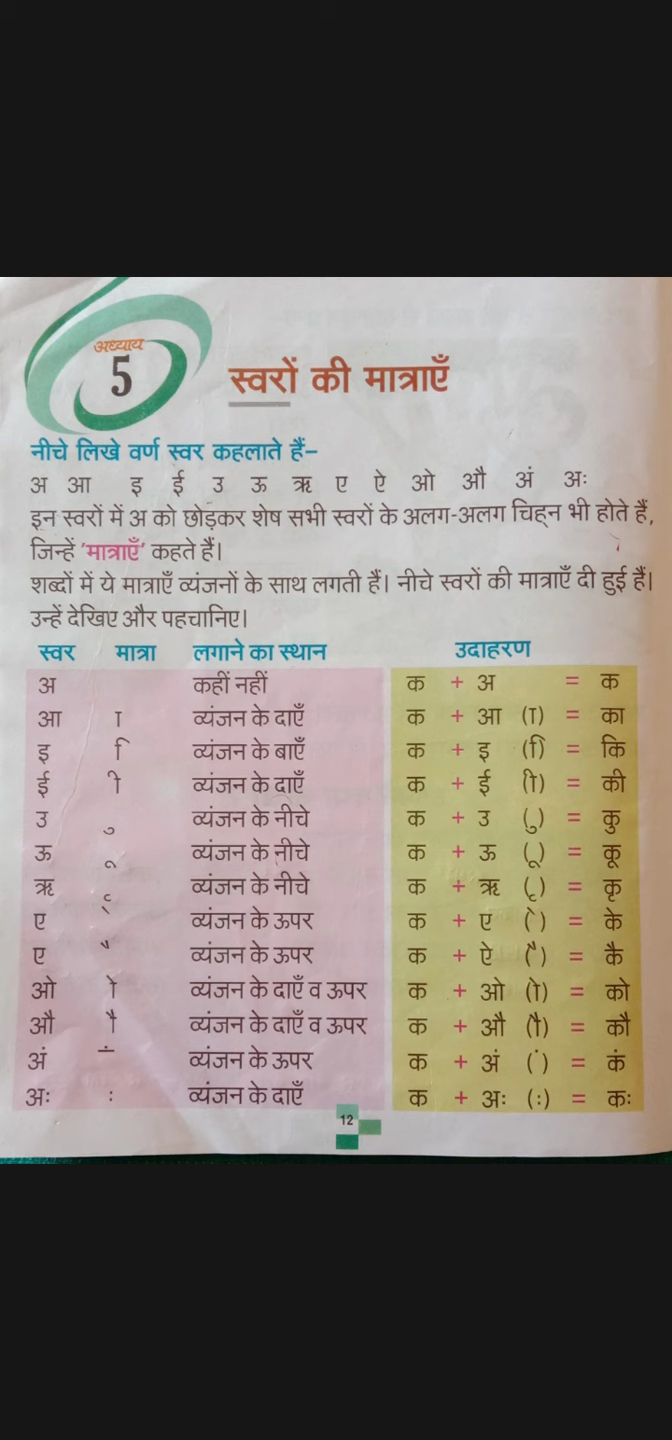 अध्याय
5
स्वरों की मात्राएँ
नीचे लिखे वर्ण स्वर कहलाते हैं–
अ आ इ ई उ ऊ ऋ ए ऐ ओ औ अं अः
इन स्वरों में अ को छोड़कर शेष सभी स्वरों के अलग-अलग चिह्न भी होते हैं,
जिन्हें 'मात्राएँ' कहते हैं।
शब्दों में ये मात्राएँ व्यंजनों के साथ लगती हैं। नीचे स्वरों की मात्राएँ दी हुई हैं।
उन्हें देखिए और पहचानिए।
स्वर मात्रा लगाने का स्थान उदाहरण
अ कहीं नहीं क + अ = क
आ ा व्यंजन के दाएँ क + आ (ा) = का
इ ि व्यंजन के बाएँ क + इ (ि) = कि
ई ी व्यंजन के दाएँ क + ई (ी) = की
उ ु व्यंजन के नीचे क + उ (ु) = कु
ऊ ू व्यंजन के नीचे क + ऊ (ू) = कू
ऋ ृ व्यंजन के नीचे क + ऋ (ृ) = कृ
ए े व्यंजन के ऊपर क + ए (े) = के
ए ै व्यंजन के ऊपर क + ऐ (ै) = कै
ओ ो व्यंजन के दाएँ व ऊपर क + ओ (ो) = को
औ ौ व्यंजन के दाएँ व ऊपर क + औ (ौ) = कौ
अं ं व्यंजन के ऊपर क + अं (ं) = कं
अः : व्यंजन के दाएँ क + अः (:) = कः
12